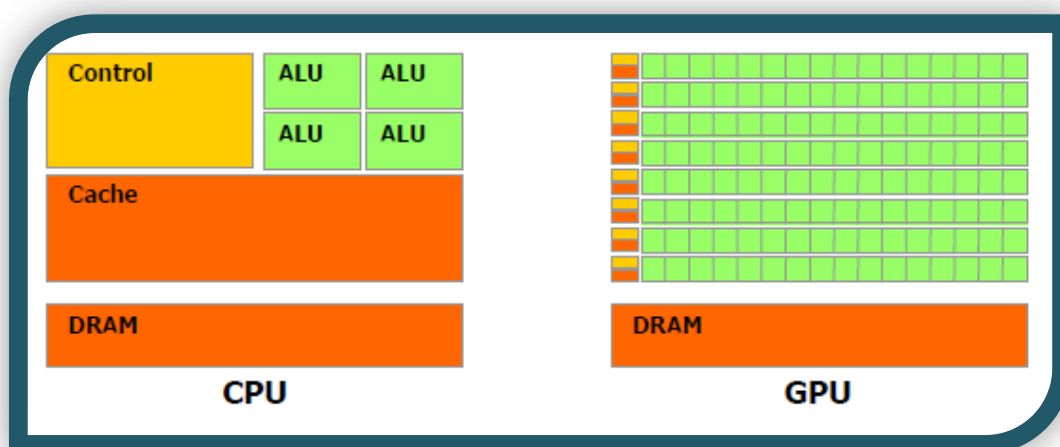 Control
ALU ALU
ALU ALU
Cache
DRAM
CPU
DRAM
GPU